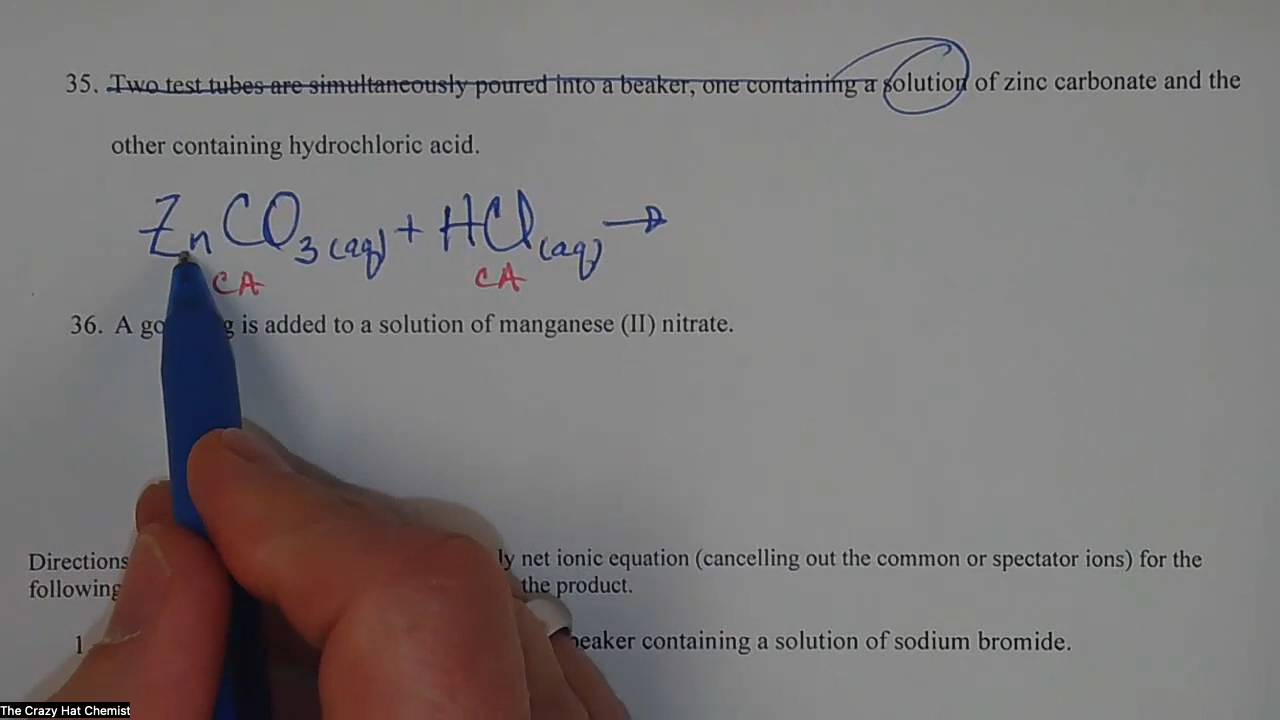 35. Two test tubes are simultaneously poured into a beaker, one containing a solution of zinc carbonate and the
other containing hydrochloric acid.
ZnCO3(aq) + HCl(aq) →
CA CA
36. A is added to a solution of manganese (II) nitrate.
Directions net ionic equation (cancelling out the common or spectator ions) for the
following the product.
1 beaker containing a solution of sodium bromide.
The Crazy Hat Chemist